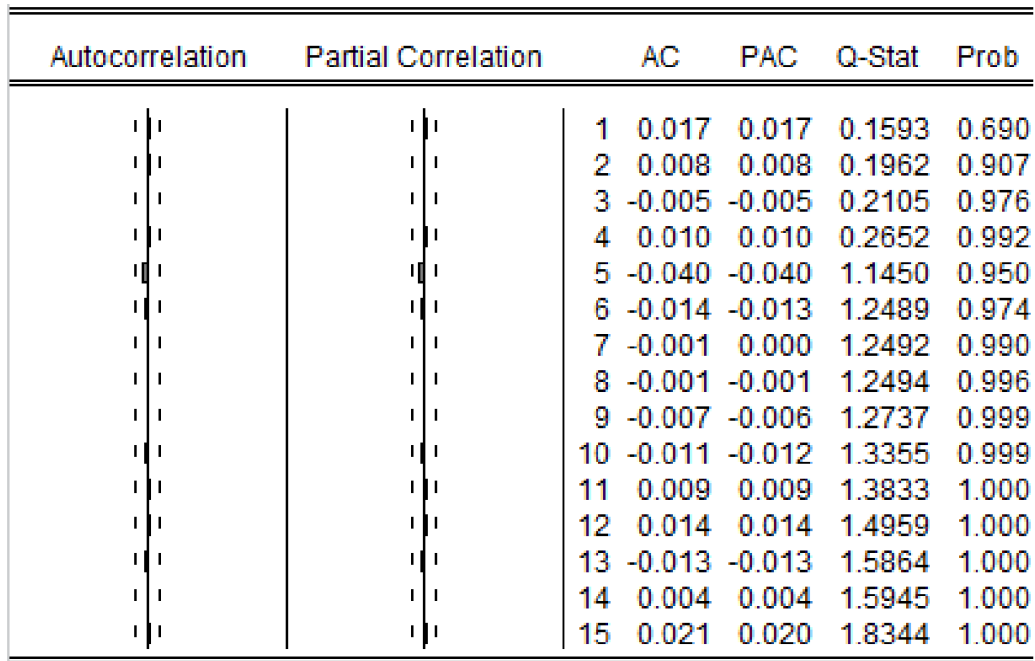 Autocorrelation Partial Correlation AC PAC Q-Stat Prob
1 0.017 0.017 0.1593 0.690
2 0.008 0.008 0.1962 0.907
3 -0.005 -0.005 0.2105 0.976
4 0.010 0.010 0.2652 0.992
5 -0.040 -0.040 1.1450 0.950
6 -0.014 -0.013 1.2489 0.974
7 -0.001 0.000 1.2492 0.990
8 -0.001 -0.001 1.2494 0.996
9 -0.007 -0.006 1.2737 0.999
10 -0.011 -0.012 1.3355 0.999
11 0.009 0.009 1.3833 1.000
12 0.014 0.014 1.4959 1.000
13 -0.013 -0.013 1.5864 1.000
14 0.004 0.004 1.5945 1.000
15 0.021 0.020 1.8344 1.000